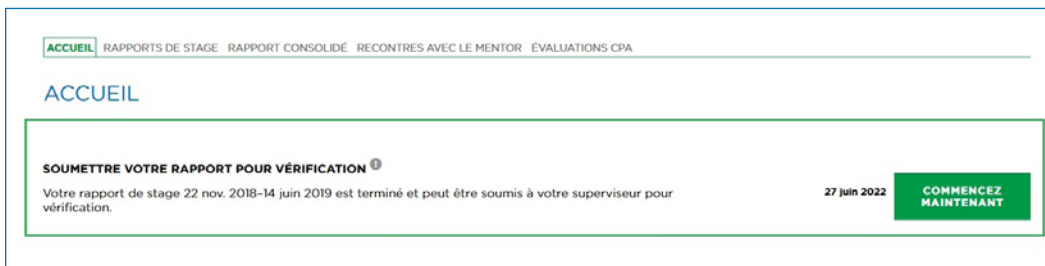 ACCUEIL RAPPORTS DE STAGE RAPPORT CONSOLIDÉ RECONTRES AVEC LE MENTOR ÉVALUATIONS CPA
ACCUEIL
SOUMETTRE VOTRE RAPPORT POUR VÉRIFICATION !
Votre rapport de stage 22 nov. 2018–14 juin 2019 est terminé et peut être soumis à votre superviseur pour
vérification.
27 juin 2022
COMMENCEZ
MAINTENANT